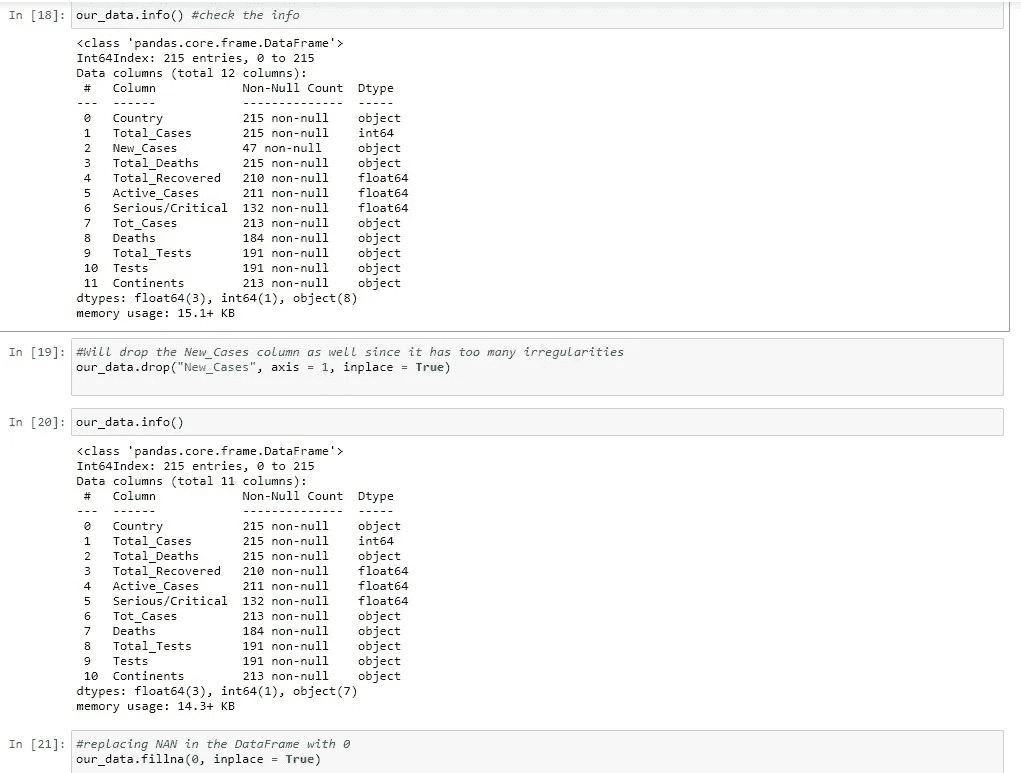 In [18]: our_data.info() #check the info
<class 'pandas.core.frame.DataFrame'>
Int64Index: 215 entries, 0 to 215
Data columns (total 12 columns):
 #   Column            Non-Null Count  Dtype
---  ------            --------------  -----
 0   Country           215 non-null    object
 1   Total_Cases       215 non-null    int64
 2   New_Cases         47 non-null     object
 3   Total_Deaths      215 non-null    object
 4   Total_Recovered   210 non-null    float64
 5   Active_Cases      211 non-null    float64
 6   Serious/Critical  132 non-null    float64
 7   Tot_Cases         213 non-null    object
 8   Deaths            184 non-null    object
 9   Total_Tests       191 non-null    object
 10  Tests             191 non-null    object
 11  Continents        213 non-null    object
dtypes: float64(3), int64(1), object(8)
memory usage: 15.1+ KB
In [19]: #Will drop the New_Cases column as well since it has too many irregularities
our_data.drop("New_Cases", axis = 1, inplace = True)
In [20]: our_data.info()
<class 'pandas.core.frame.DataFrame'>
Int64Index: 215 entries, 0 to 215
Data columns (total 11 columns):
 #   Column            Non-Null Count  Dtype
---  ------            --------------  -----
 0   Country           215 non-null    object
 1   Total_Cases       215 non-null    int64
 2   Total_Deaths      215 non-null    object
 3   Total_Recovered   210 non-null    float64
 4   Active_Cases      211 non-null    float64
 5   Serious/Critical  132 non-null    float64
 6   Tot_Cases         213 non-null    object
 7   Deaths            184 non-null    object
 8   Total_Tests       191 non-null    object
 9   Tests             191 non-null    object
 10  Continents        213 non-null    object
dtypes: float64(3), int64(1), object(7)
memory usage: 14.3+ KB
In [21]: #replacing NAN in the DataFrame with 0
our_data.fillna(0, inplace = True)